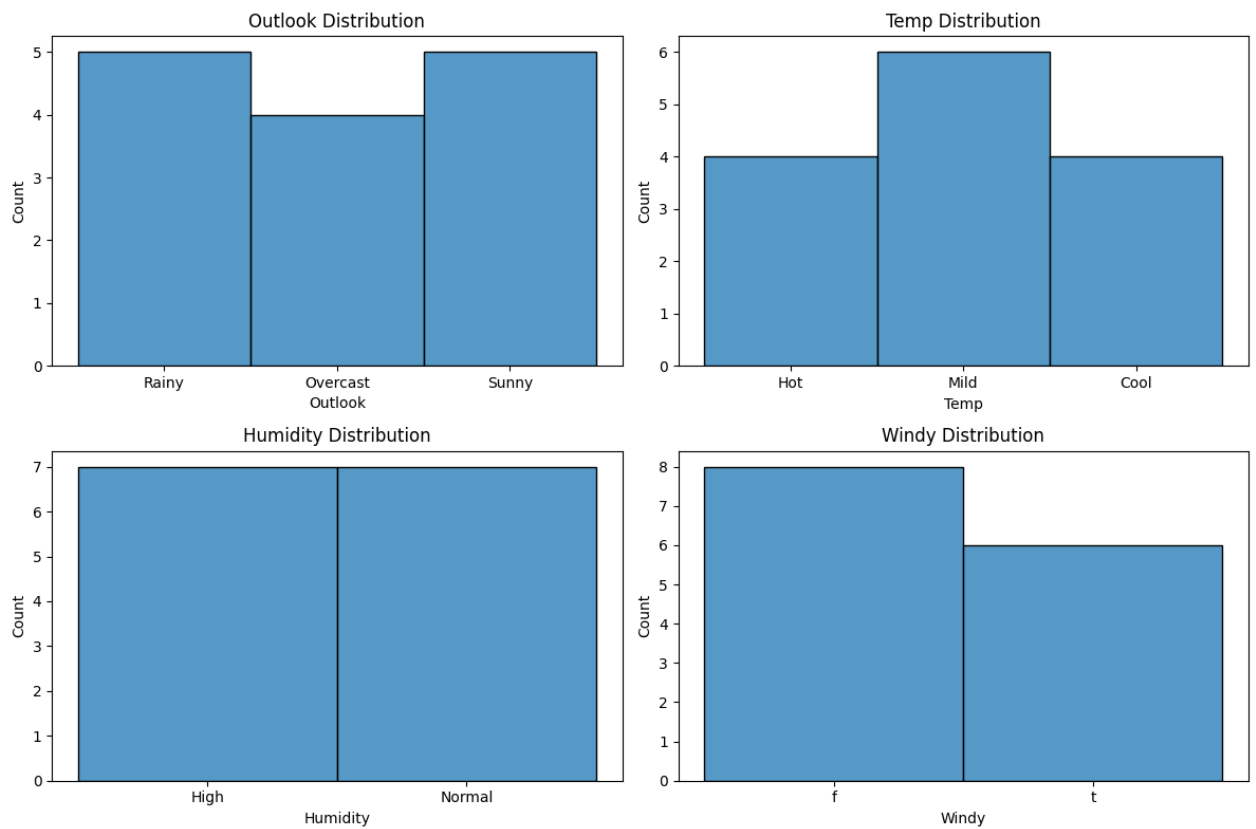 Outlook Distribution
5
4
3
2
1
0
Count
Rainy Overcast Sunny
Outlook
Temp Distribution
6
5
4
3
2
1
0
Count
Hot Mild Cool
Temp
Humidity Distribution
7
6
5
4
3
2
1
0
Count
High Normal
Humidity
Windy Distribution
8
7
6
5
4
3
2
1
0
Count
f t
Windy